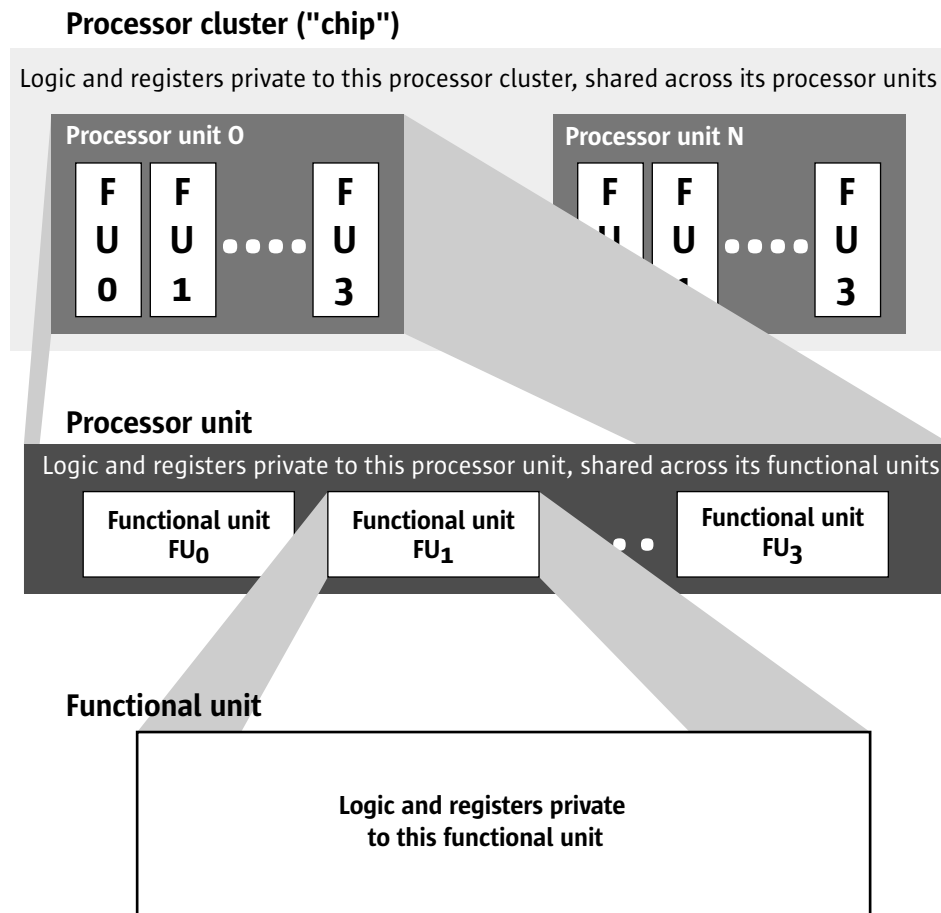 Processor cluster ("chip")
Logic and registers private to this processor cluster, shared across its processor units
Processor unit 0
Processor unit N
F U 0
F U 1
F U 3
F U
F U 1
F U 3
Processor unit
Logic and registers private to this processor unit, shared across its functional units
Functional unit
FU0
Functional unit
FU1
Functional unit
FU3
Functional unit
Logic and registers private
to this functional unit